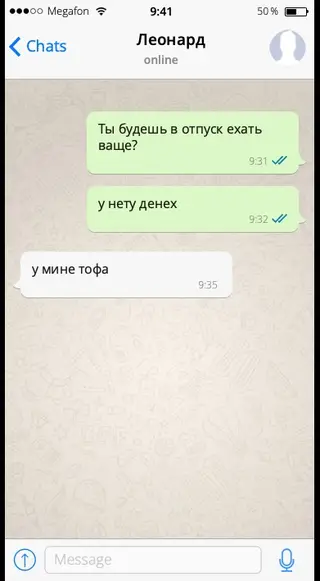 Megafon 9:41 50 %
Chats Леонард
online
Ты будешь в отпуск ехать
ваще?
9:31
у нету денех
9:32
у мине тофа
9:35
Message